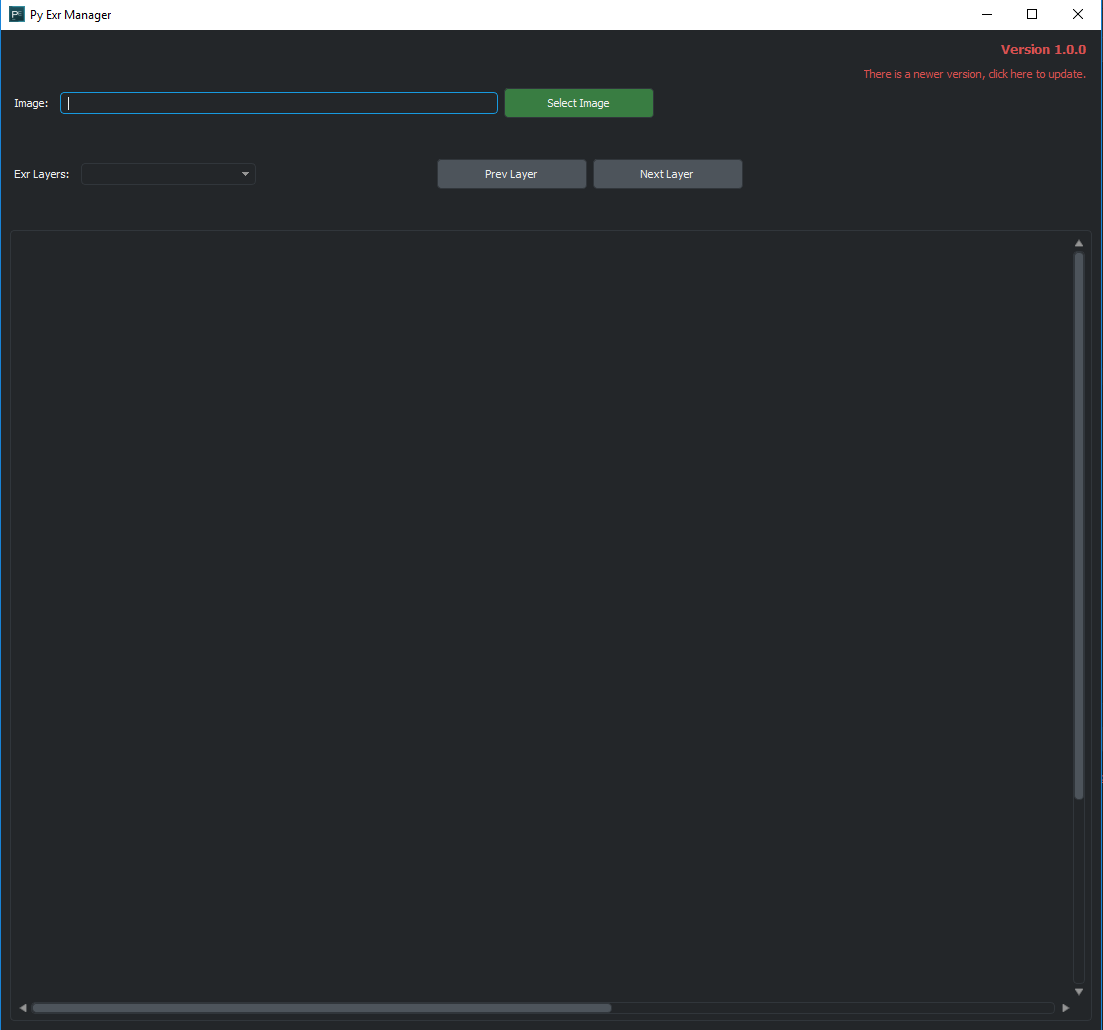 Py Exr Manager
Version 1.0.0
There is a newer version, click here to update.
Image: Select Image
Exr Layers: Prev Layer Next Layer